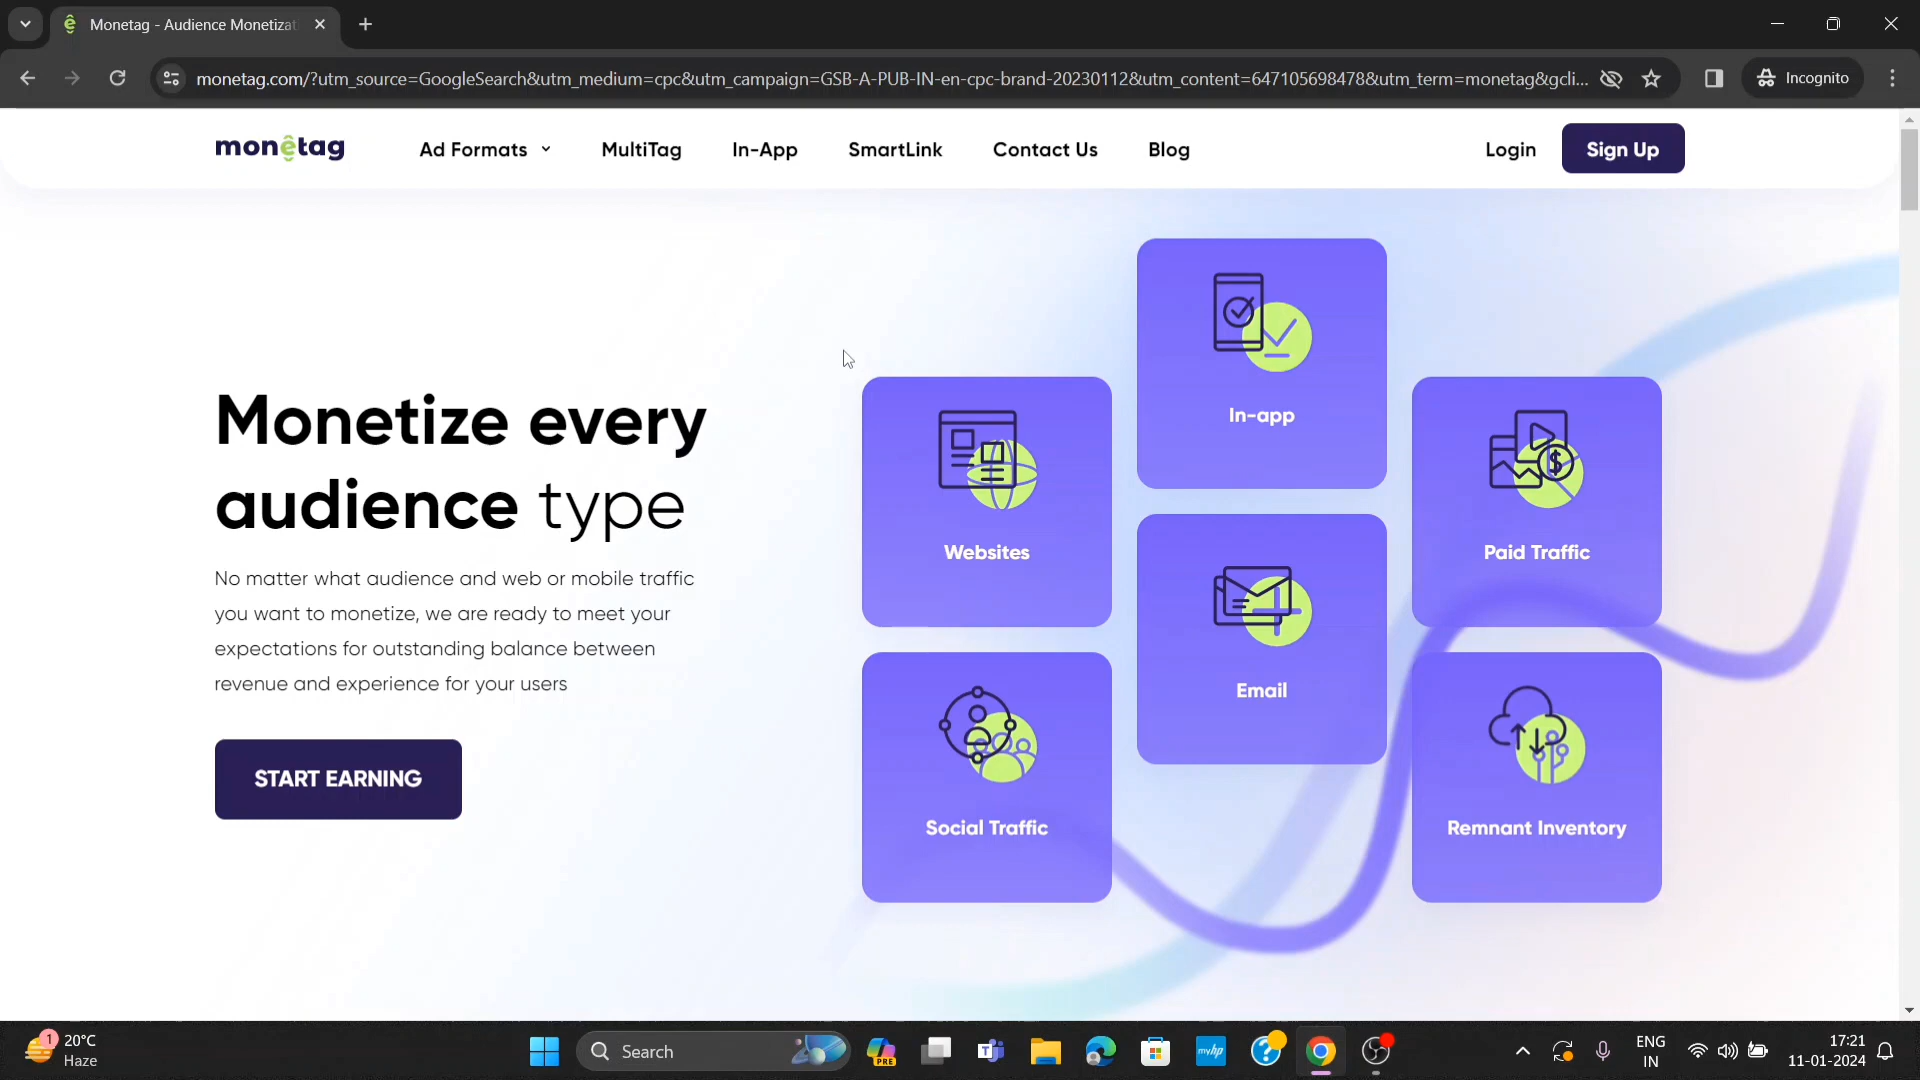 Monetag - Audience Monetizat
monetag.com/?utm_source=GoogleSearch&utm_medium=cpc&utm_campaign=GSB-A-PUB-IN-en-cpc-brand-20230112&utm_content=647105698478&utm_term=monetag&gcli...
Incognito
monêtag
Ad Formats
MultiTag
In-App
SmartLink
Contact Us
Blog
Login
Sign Up
Monetize every
audience type
No matter what audience and web or mobile traffic
you want to monetize, we are ready to meet your
expectations for outstanding balance between
revenue and experience for your users
START EARNING
In-app
Websites
Paid Traffic
Email
Social Traffic
Remnant Inventory
1
20°C
Haze
Search
PRE
myhp
ENG
IN
17:21
11-01-2024